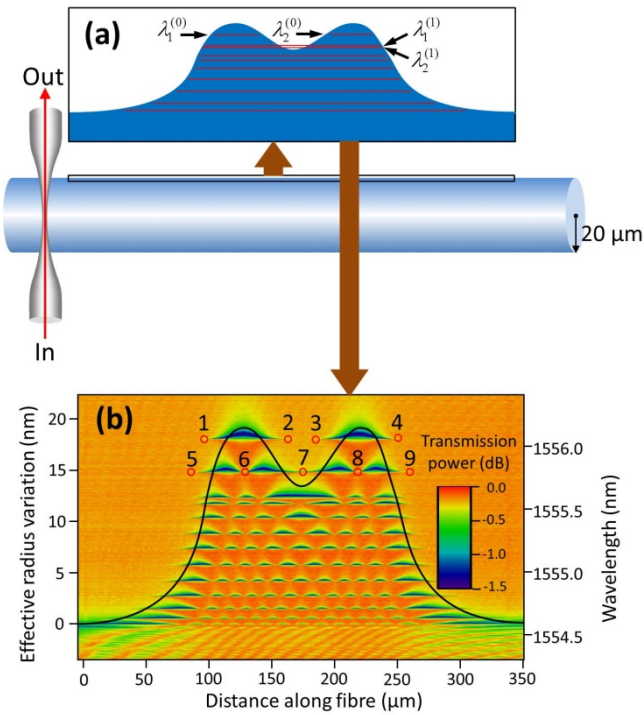 (a)
λ₁⁽⁰⁾ λ₂⁽⁰⁾ λ₁⁽¹⁾
λ₂⁽¹⁾
Out
20 μm
In
(b)
1 2 3 4
5 6 7 8 9
Transmission
power (dB)
0.0
-0.5
-1.0
-1.5
Effective radius variation (nm)
20
15
10
5
0
Wavelength (nm)
1556.0
1555.5
1555.0
1554.5
0 50 100 150 200 250 300 350
Distance along fibre (μm)